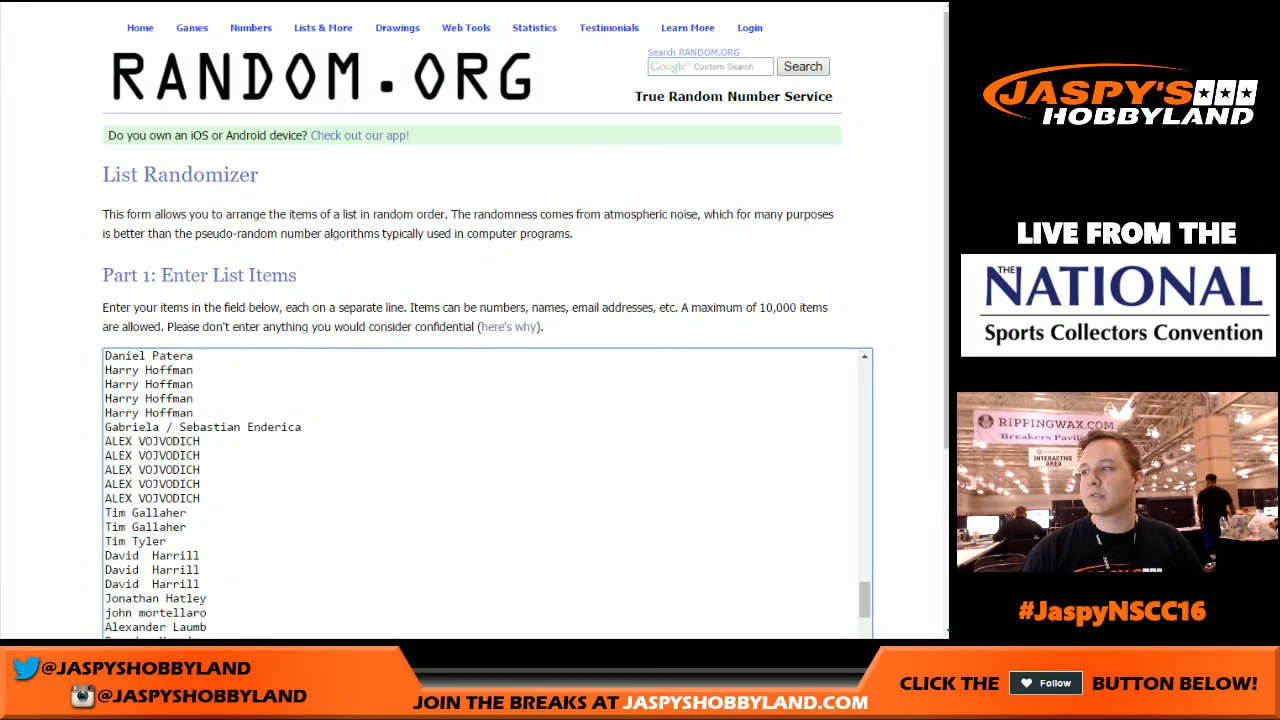 Home Games Numbers Lists & More Drawings Web Tools Statistics Testimonials Learn More Login
RANDOM.ORG
Search RANDOM.ORG
Google™ Custom Search
Search
True Random Number Service
Do you own an iOS or Android device? Check out our app!
List Randomizer
This form allows you to arrange the items of a list in random order. The randomness comes from atmospheric noise, which for many purposes
is better than the pseudo-random number algorithms typically used in computer programs.
Part 1: Enter List Items
Enter your items in the field below, each on a separate line. Items can be numbers, names, email addresses, etc. A maximum of 10,000 items
are allowed. Please don't enter anything you would consider confidential (here's why).
Daniel Patera
Harry Hoffman
Harry Hoffman
Harry Hoffman
Harry Hoffman
Gabriela / Sebastian Enderica
ALEX VOJVODICH
ALEX VOJVODICH
ALEX VOJVODICH
ALEX VOJVODICH
ALEX VOJVODICH
Tim Gallaher
Tim Gallaher
Tim Tyler
David  Harrill
David  Harrill
David  Harrill
Jonathan Hatley
john mortellaro
Alexander Laumb
JASPY'S
HOBBYLAND
LIVE FROM THE
THE NATIONAL
Sports Collectors Convention
RIPPINGWAX.COM
Breakers Pavilion
INTERACTIVE
AREA
#JaspyNSCC16
@JASPYSHOBBYLAND
@JASPYSHOBBYLAND
JOIN THE BREAKS AT JASPYSHOBBYLAND.COM
CLICK THE Follow BUTTON BELOW!